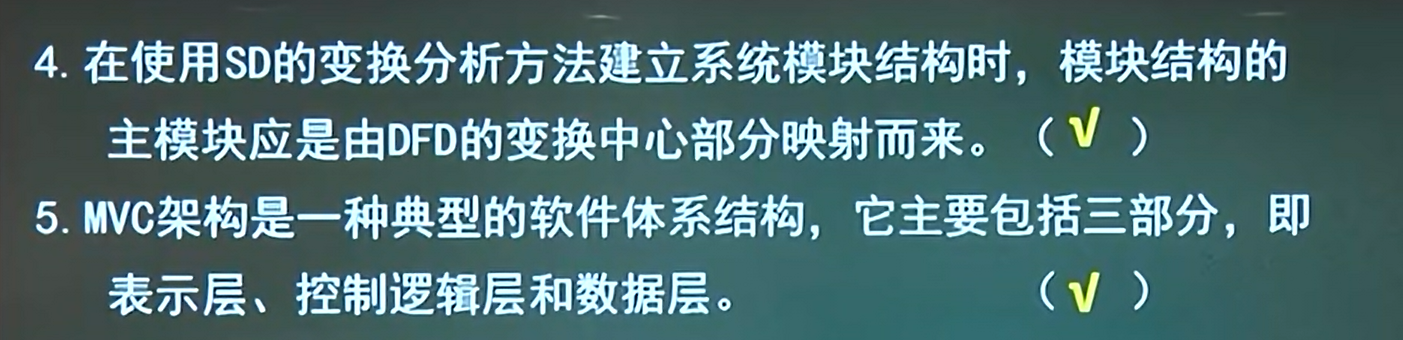 4. 在使用SD的变换分析方法建立系统模块结构时，模块结构的
主模块应是由DFD的变换中心部分映射而来。（ √ ）
5. MVC架构是一种典型的软件体系结构，它主要包括三部分，即
表示层、控制逻辑层和数据层。 （ √ ）